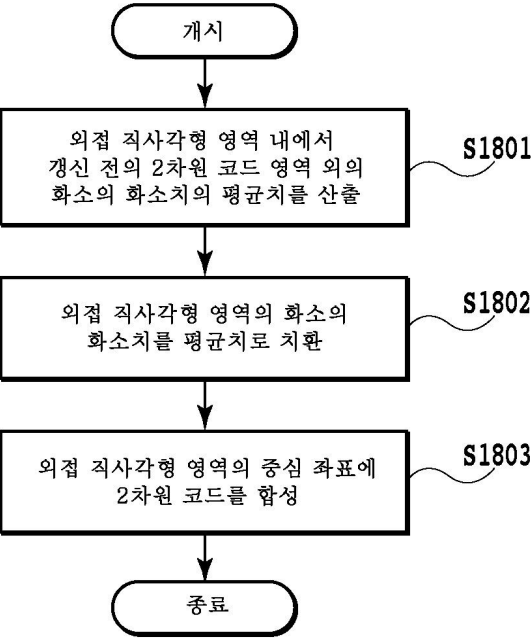 개시
외접 직사각형 영역 내에서
갱신 전의 2차원 코드 영역 외의
화소의 화소치의 평균치를 산출
S1801
외접 직사각형 영역의 화소의
화소치를 평균치로 치환
S1802
외접 직사각형 영역의 중심 좌표에
2차원 코드를 합성
S1803
종료